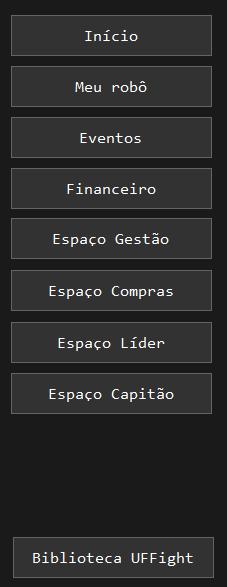 Início
Meu robô
Eventos
Financeiro
Espaço Gestão
Espaço Compras
Espaço Líder
Espaço Capitão
Biblioteca UFFight